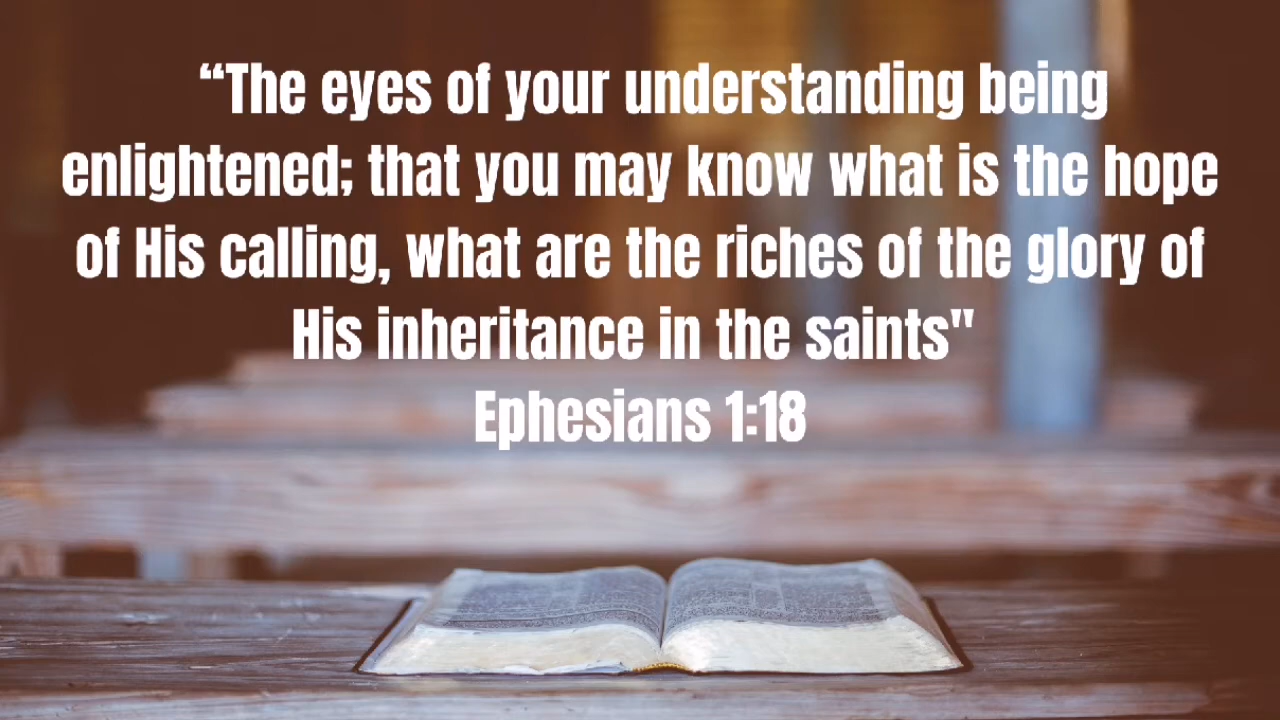 “The eyes of your understanding being
enlightened; that you may know what is the hope
of His calling, what are the riches of the glory of
His inheritance in the saints"
Ephesians 1:18